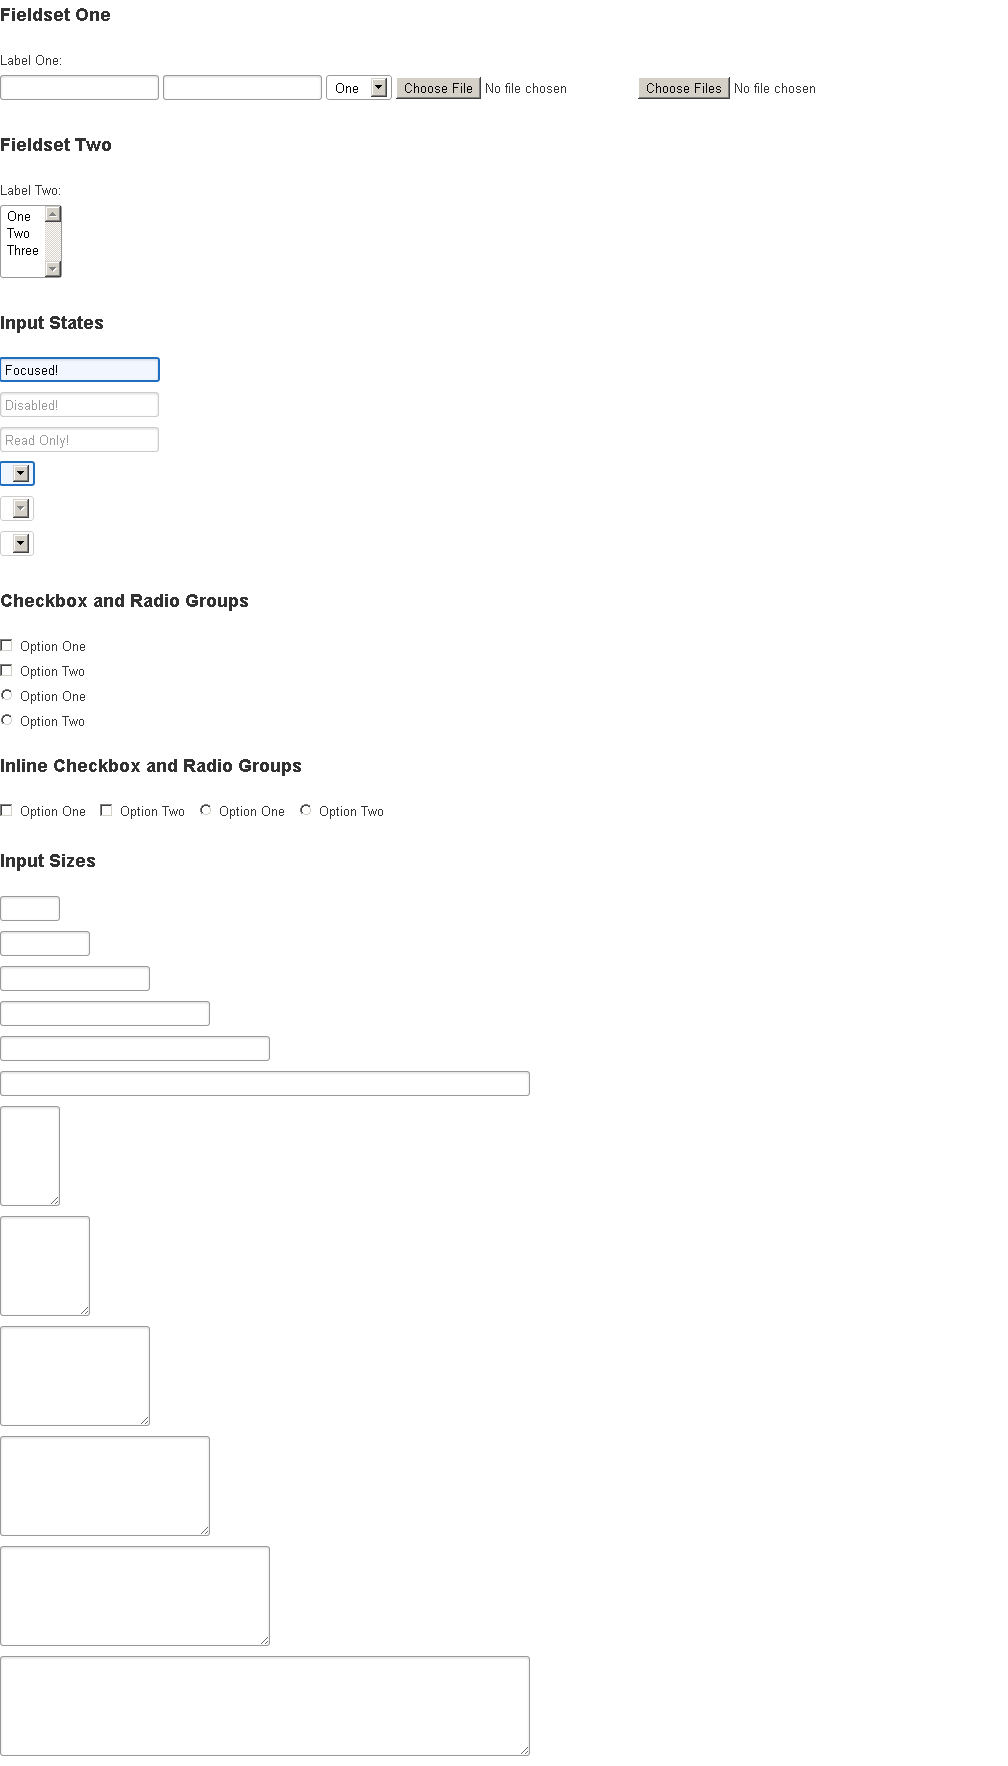 Fieldset One
Label One:
One Choose File No file chosen Choose Files No file chosen
Fieldset Two
Label Two:
One
Two
Three
Input States
Focused!
Disabled!
Read Only!
Checkbox and Radio Groups
Option One
Option Two
Option One
Option Two
Inline Checkbox and Radio Groups
Option One Option Two Option One Option Two
Input Sizes